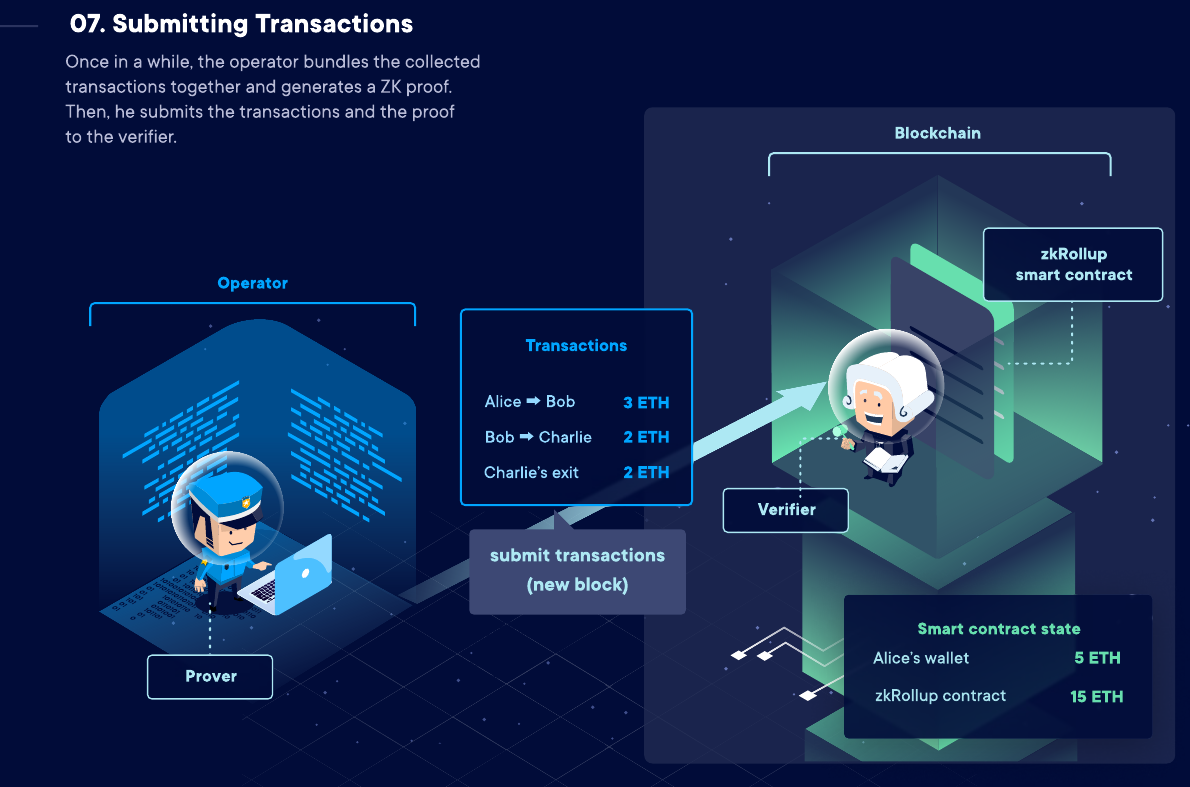 07. Submitting Transactions
Once in a while, the operator bundles the collected
transactions together and generates a ZK proof.
Then, he submits the transactions and the proof
to the verifier.
Blockchain
zkRollup
smart contract
Operator
Transactions
Alice ➡ Bob 3 ETH
Bob ➡ Charlie 2 ETH
Charlie’s exit 2 ETH
Verifier
submit transactions
(new block)
Smart contract state
Alice’s wallet 5 ETH
zkRollup contract 15 ETH
Prover